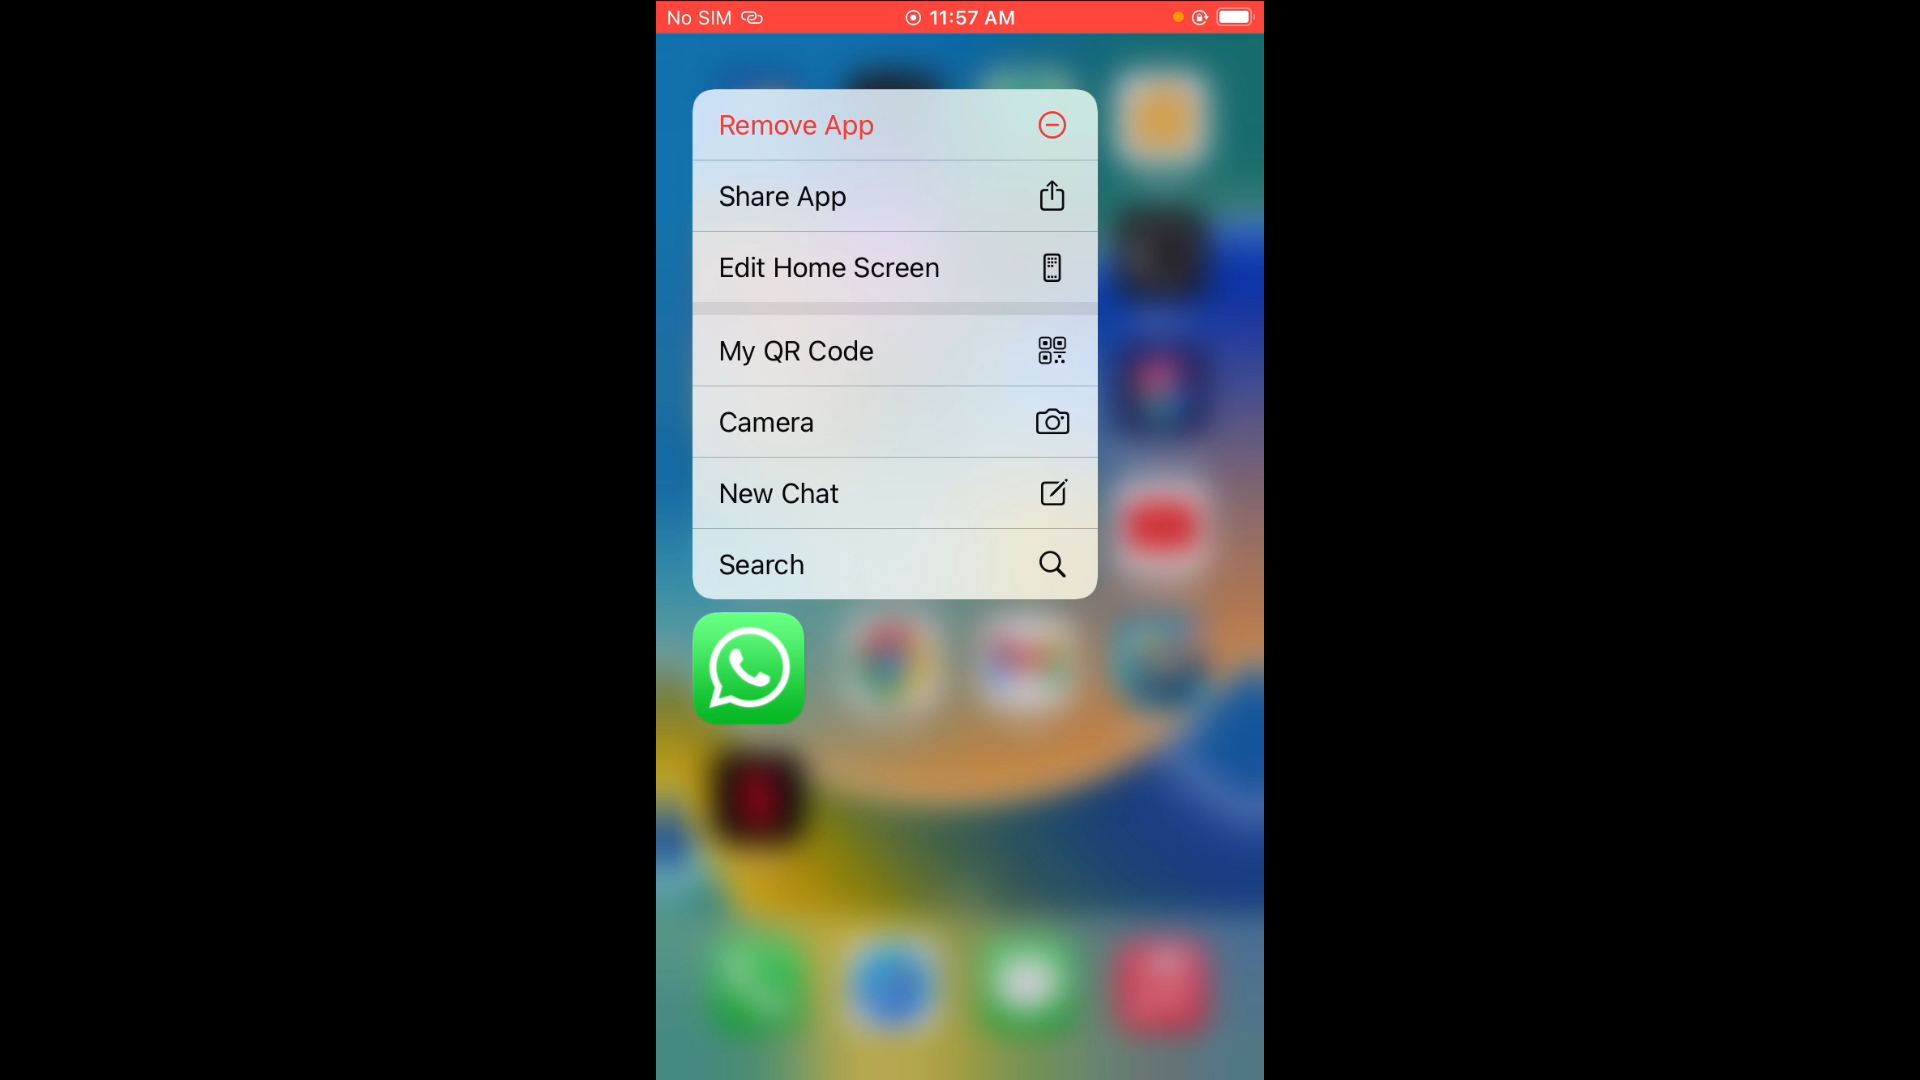 No SIM 11:57 AM
Remove App
Share App
Edit Home Screen
My QR Code
Camera
New Chat
Search